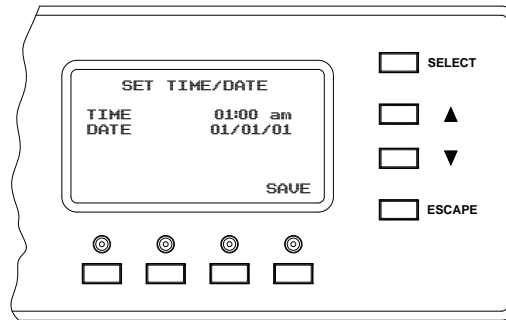 SET TIME/DATE
TIME 01:00 am
DATE 01/01/01
SAVE
SELECT
▲
▼
ESCAPE